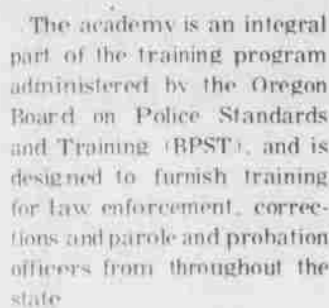 The academy is an integral
part of the training program
administered by the Oregon
Board on Police Standards
and Training (BPST), and is
designed to furnish training
for law enforcement, correc-
tions and parole and probation
officers from throughout the
state